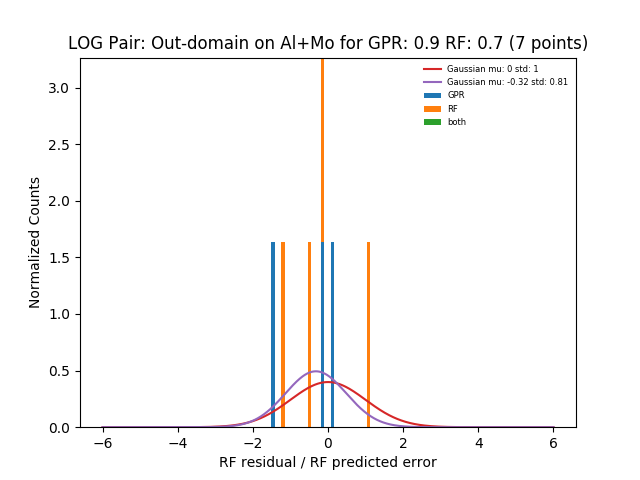 LOG Pair: Out-domain on Al+Mo for GPR: 0.9 RF: 0.7 (7 points)
Gaussian mu: 0 std: 1
Gaussian mu: -0.32 std: 0.81
GPR
RF
both
Normalized Counts
3.0
2.5
2.0
1.5
1.0
0.5
0.0
−6 −4 −2 0 2 4 6
RF residual / RF predicted error